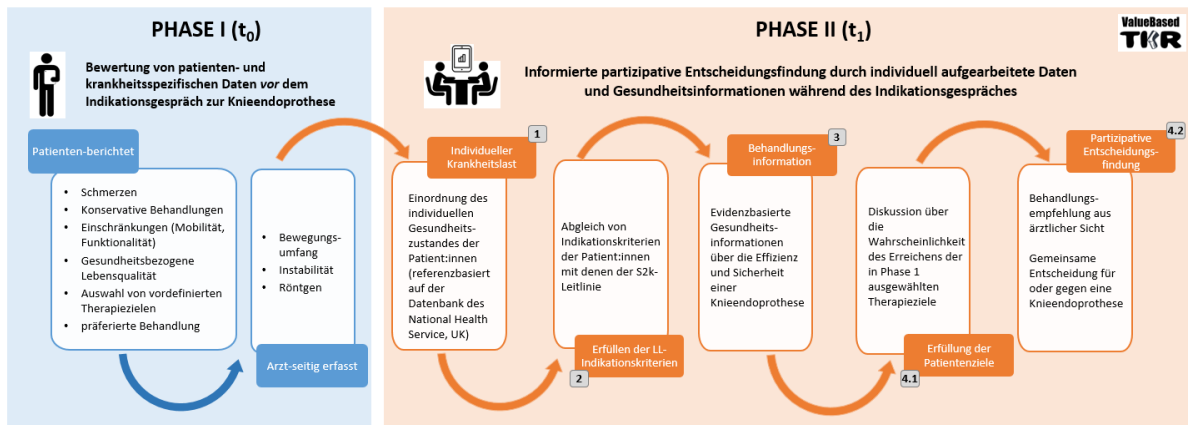 PHASE I (t0)
Bewertung von patienten- und
krankheitsspezifischen Daten vor dem
Indikationsgespräch zur Knieendoprothese
Patienten-berichtet
• Schmerzen
• Konservative Behandlungen
• Einschränkungen (Mobilität,
Funktionalität)
• Gesundheitsbezogene
Lebensqualität
• Auswahl von vordefinierten
Therapiezielen
• präferierte Behandlung
• Bewegungs-
umfang
• Instabilität
• Röntgen
Arzt-seitig erfasst
PHASE II (t1)
ValueBased
TKR
Informierte partizipative Entscheidungsfindung durch individuell aufgearbeitete Daten
und Gesundheitsinformationen während des Indikationsgespräches
1
Individueller
Krankheitslast
Einordnung des
individuellen
Gesundheits-
zustandes der
Patient:innen
(referenzbasiert
auf der
Datenbank des
National Health
Service, UK)
Abgleich von
Indikationskriterien
der Patient:innen
mit denen der S2k-
Leitlinie
Erfüllen der LL-
Indikationskriterien
2
3
Behandlungs-
information
Evidenzbasierte
Gesundheits-
informationen
über die Effizienz
und Sicherheit
einer
Knieendoprothese
Diskussion über
die
Wahrscheinlichkeit
des Erreichens der
in Phase 1
ausgewählten
Therapieziele
Erfüllung der
Patientenziele
4.1
4.2
Partizipative
Entscheidungs-
findung
Behandlungs-
empfehlung aus
ärztlicher Sicht
Gemeinsame
Entscheidung für
oder gegen eine
Knieendoprothese